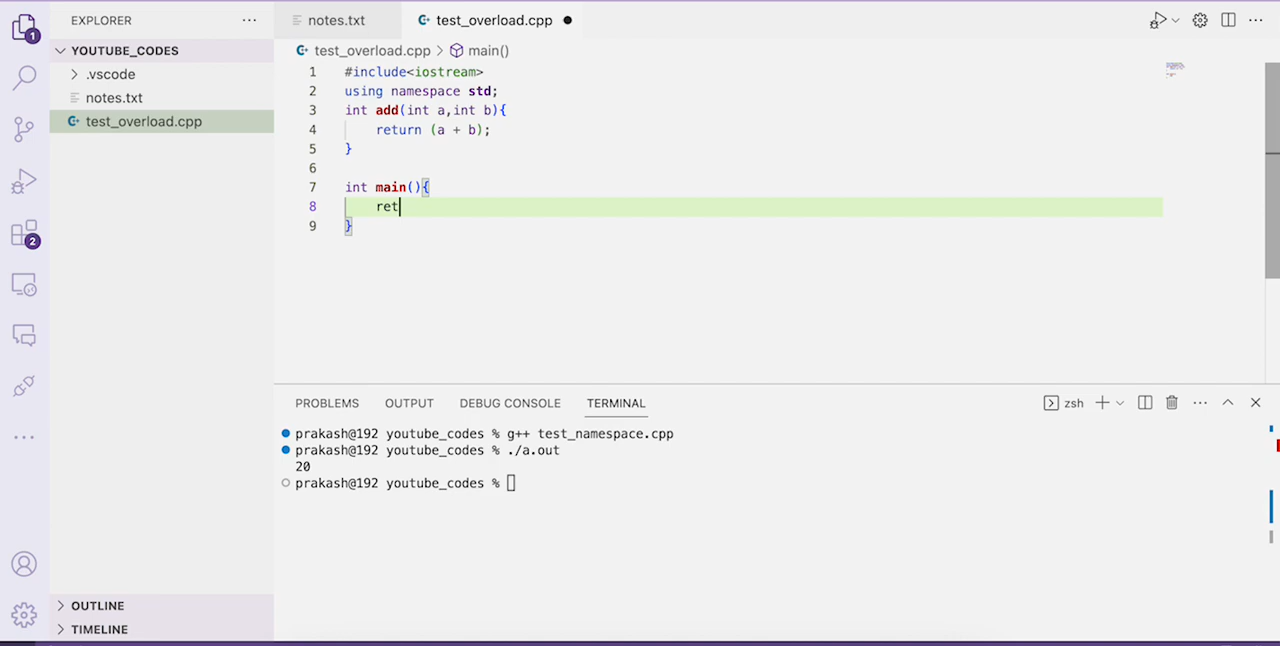 EXPLORER
YOUTUBE_CODES
.vscode
notes.txt
test_overload.cpp
OUTLINE
TIMELINE
1
2
notes.txt
test_overload.cpp
test_overload.cpp > main()
1 #include<iostream>
2 using namespace std;
3 int add(int a,int b){
4 return (a + b);
5 }
6
7 int main(){
8 ret
9 }
PROBLEMS OUTPUT DEBUG CONSOLE TERMINAL
zsh
prakash@192 youtube_codes % g++ test_namespace.cpp
prakash@192 youtube_codes % ./a.out
20
prakash@192 youtube_codes %